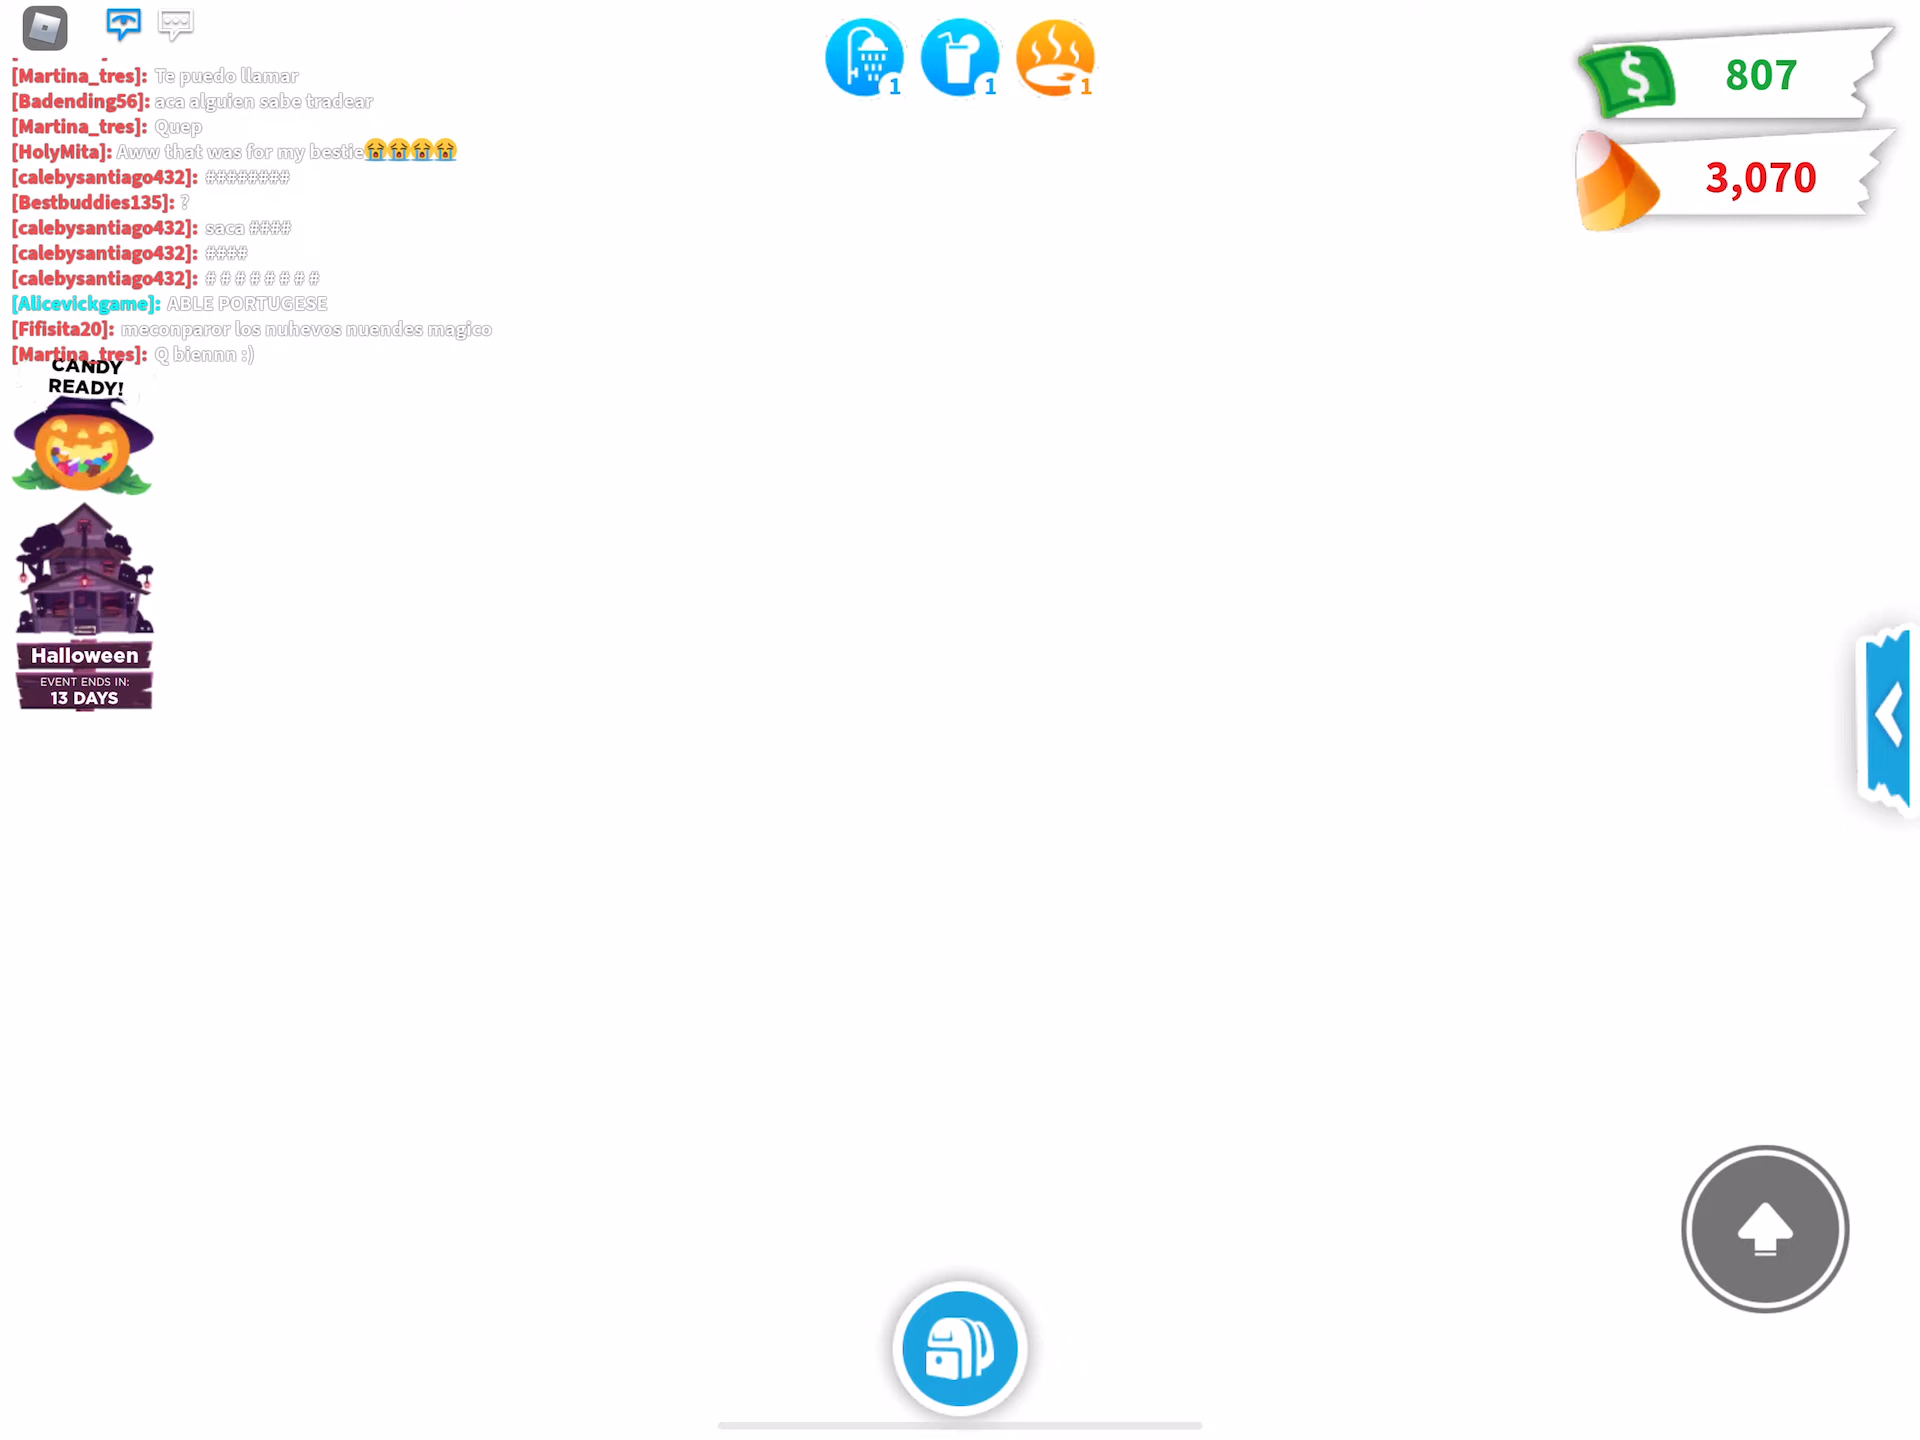 [Martina_tres]: Te puedo llamar
[Badending56]: aca alguien sabe tradear
[Martina_tres]: Quep
[HolyMita]: Aww that was for my bestie😭😭😭😭
[calebysantiago432]: ########
[Bestbuddies135]: ?
[calebysantiago432]: saca ####
[calebysantiago432]: ####
[calebysantiago432]: # # # # # # # #
[Alicevickgame]: ABLE PORTUGESE
[Fifisita20]: meconparor los nuhevos nuendes magico
[Martina_tres]: Q biennn :)
CANDY
READY!
Halloween
EVENT ENDS IN:
13 DAYS
1
1
1
$
807
3,070